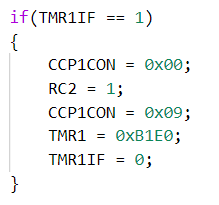 if(TMR1IF == 1)
{
CCP1CON = 0x00;
RC2 = 1;
CCP1CON = 0x09;
TMR1 = 0xB1E0;
TMR1IF = 0;
}